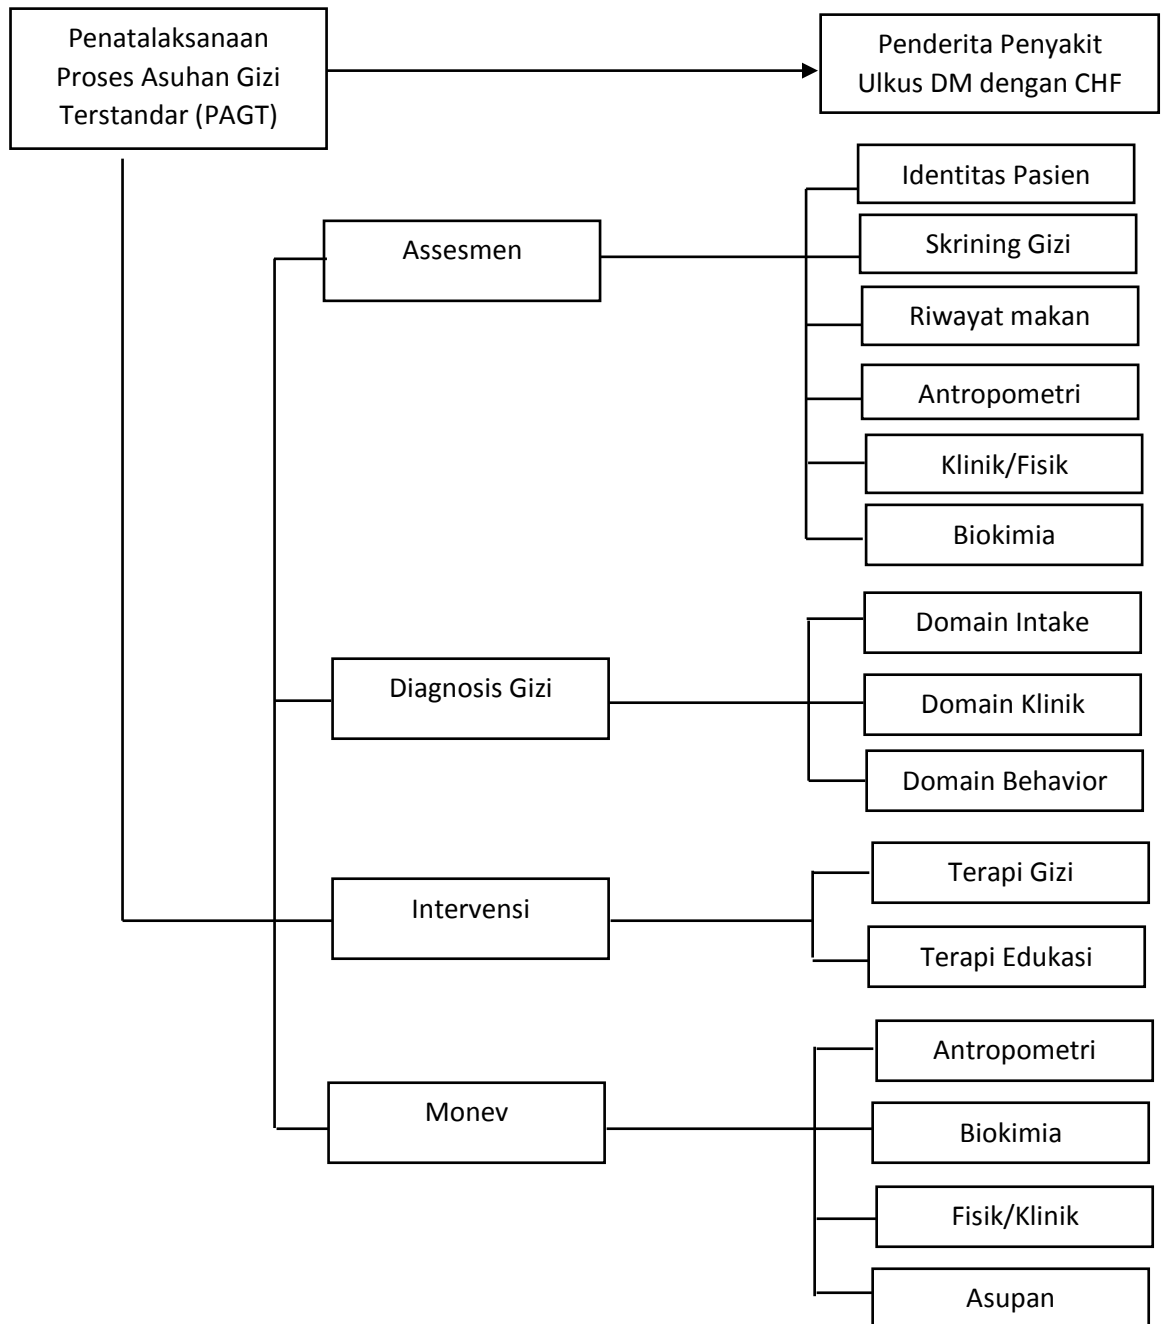 Penatalaksanaan
Proses Asuhan Gizi
Terstandar (PAGT)
Penderita Penyakit
Ulkus DM dengan CHF
Assesmen
Identitas Pasien
Skrining Gizi
Riwayat makan
Antropometri
Klinik/Fisik
Biokimia
Diagnosis Gizi
Domain Intake
Domain Klinik
Domain Behavior
Intervensi
Terapi Gizi
Terapi Edukasi
Monev
Antropometri
Biokimia
Fisik/Klinik
Asupan